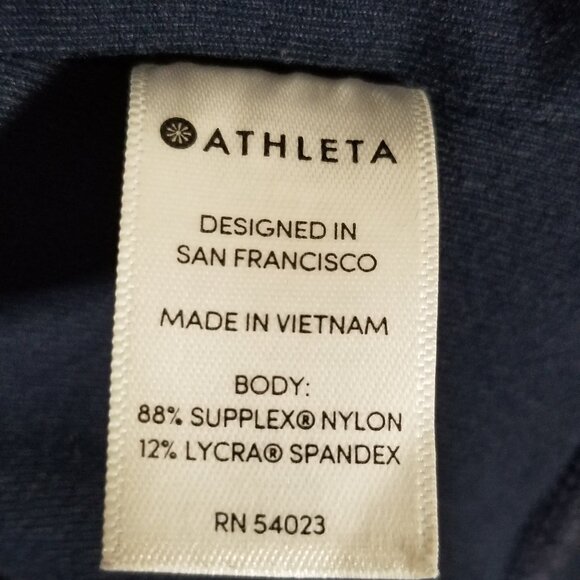 ATHLETA
DESIGNED IN
SAN FRANCISCO
MADE IN VIETNAM
BODY:
88% SUPPLEX® NYLON
12% LYCRA® SPANDEX
RN 54023